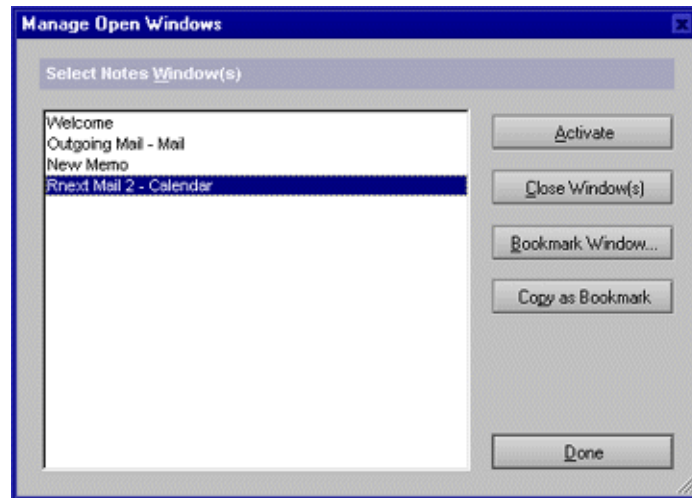 Manage Open Windows
Select Notes Window(s)
Welcome
Outgoing Mail - Mail
New Memo
Rnext Mail 2 - Calendar
Activate
Close Window(s)
Bookmark Window...
Copy as Bookmark
Done